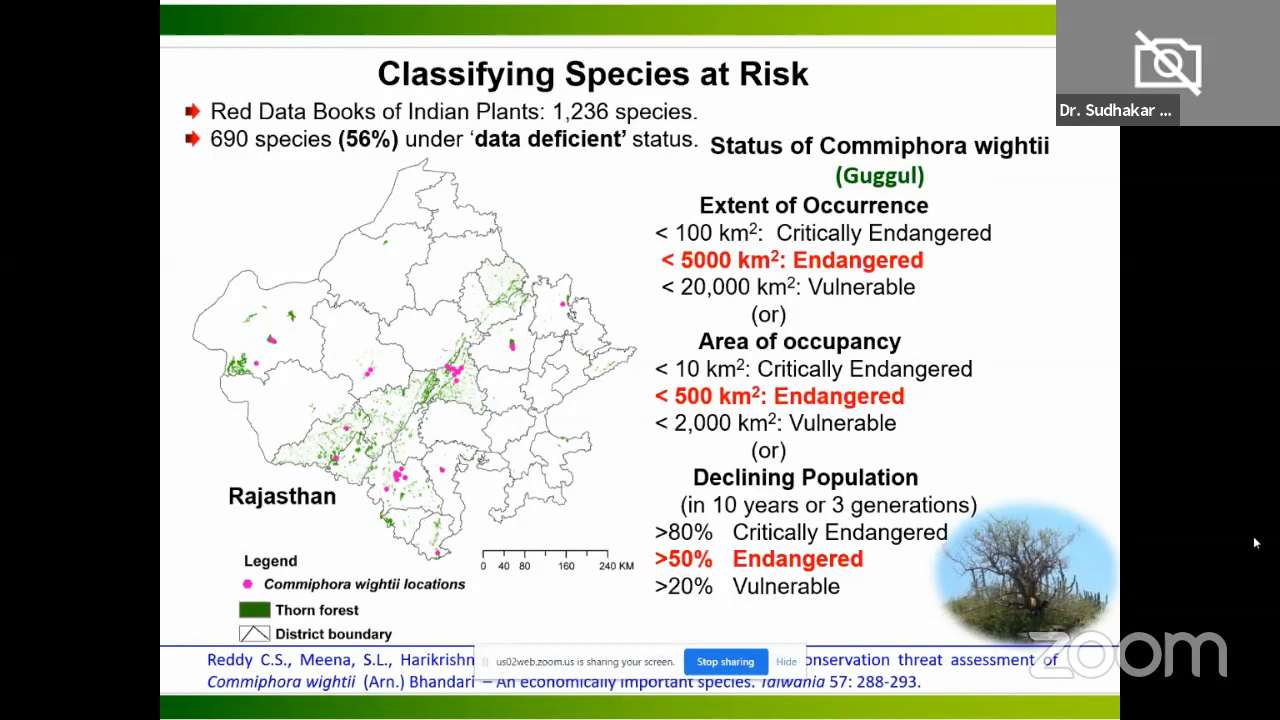 Classifying Species at Risk
Red Data Books of Indian Plants: 1,236 species.
690 species (56%) under ‘data deficient’ status.
Dr. Sudhakar ...
Status of Commiphora wightii
(Guggul)
Extent of Occurrence
< 100 km²: Critically Endangered
< 5000 km²: Endangered
< 20,000 km²: Vulnerable
(or)
Area of occupancy
< 10 km²: Critically Endangered
< 500 km²: Endangered
< 2,000 km²: Vulnerable
(or)
Declining Population
(in 10 years or 3 generations)
>80% Critically Endangered
>50% Endangered
>20% Vulnerable
Rajasthan
Legend
Commiphora wightii locations
Thorn forest
District boundary
0 40 80 160 240 KM
Reddy C.S., Meena, S.L., Harikrishn
onservation threat assessment of
Commiphora wightii (Arn.) Bhandari – An economically important species. Taiwania 57: 288-293.
us02web.zoom.us is sharing your screen.
Stop sharing
Hide
zoom